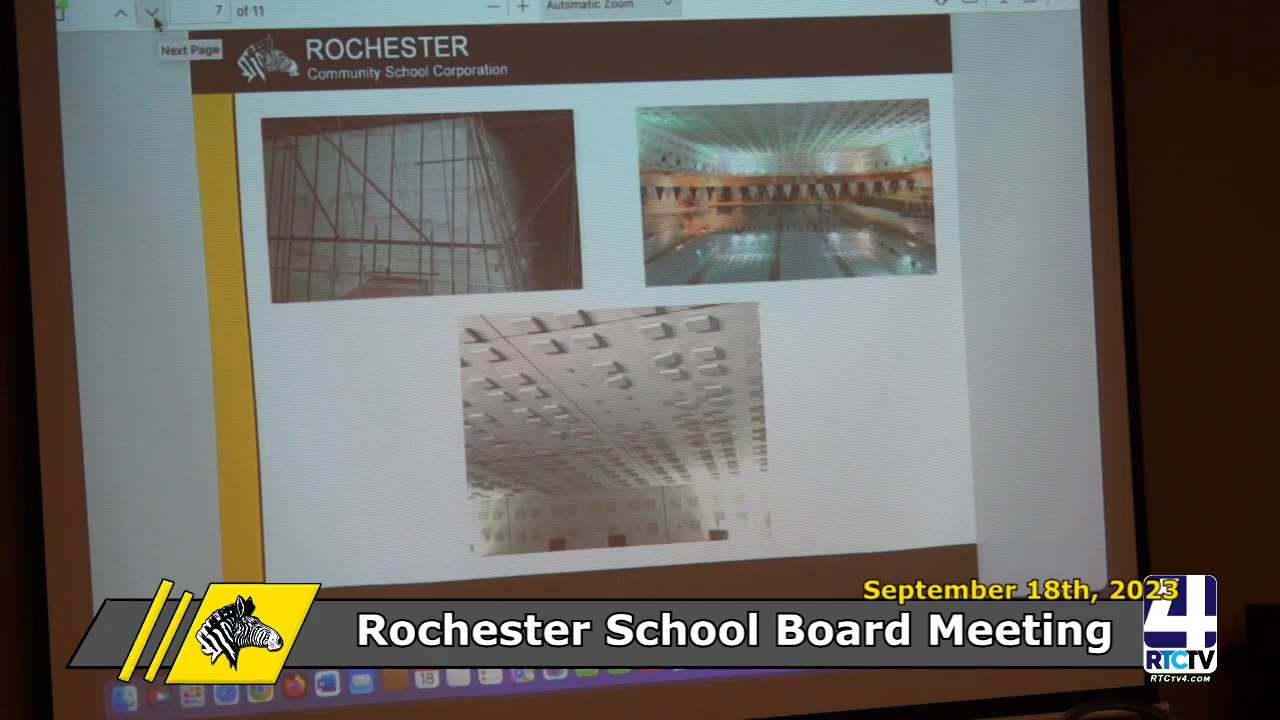 7 of 11
Automatic Zoom
Next Page
ROCHESTER
Community School Corporation
September 18th, 2023
Rochester School Board Meeting
4
RTCTV
RTCTV4.COM
18